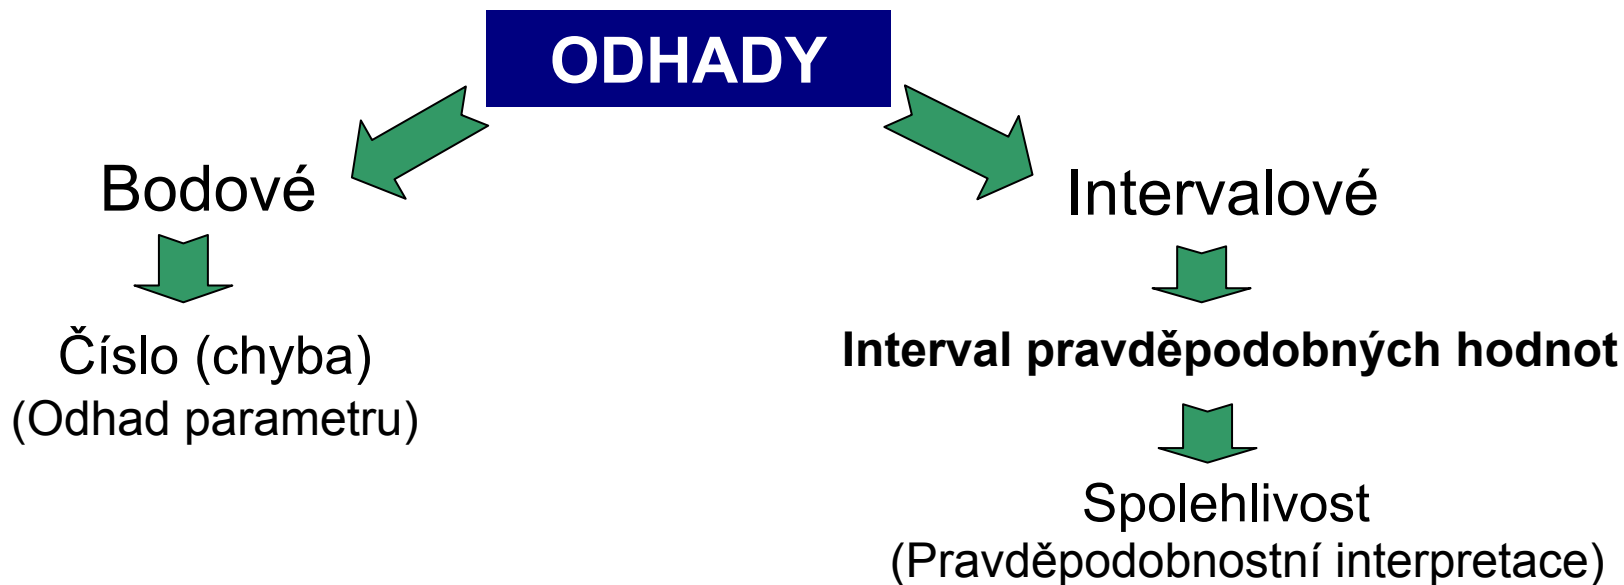 ODHADY
Bodové
Číslo (chyba)
(Odhad parametru)
Intervalové
Interval pravděpodobných hodnot
Spolehlivost
(Pravděpodobnostní interpretace)